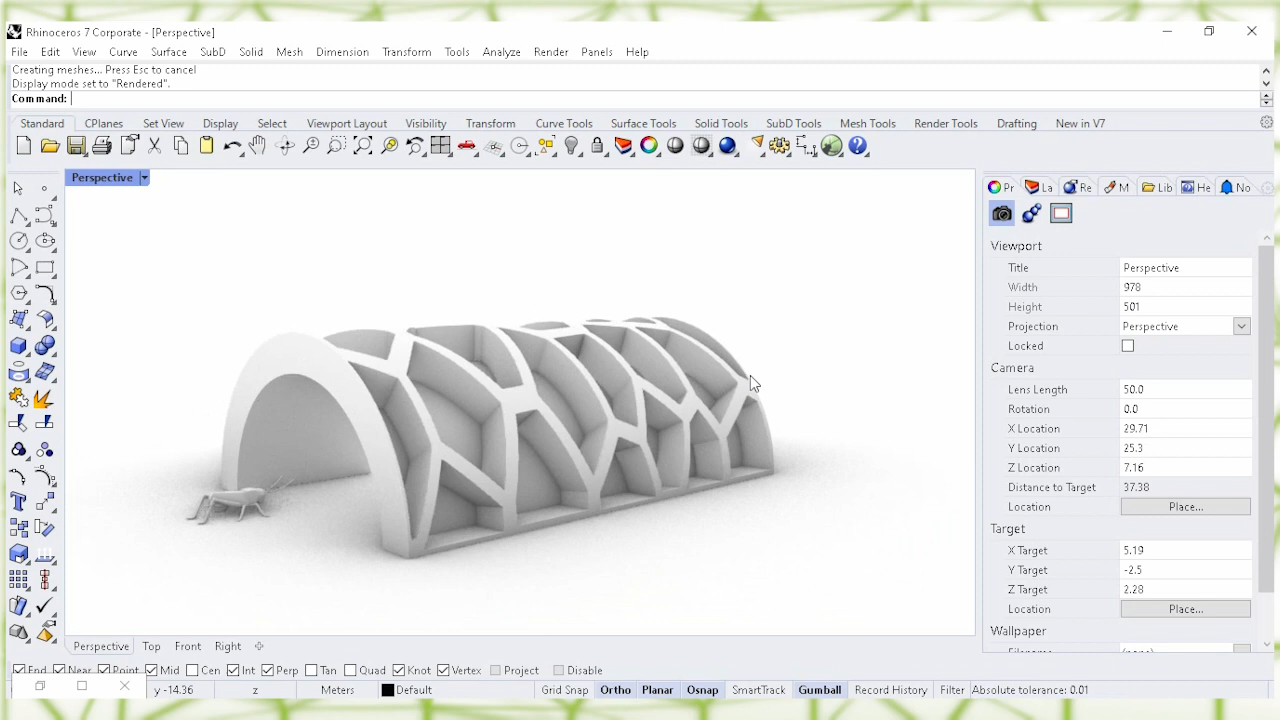 Rhinoceros 7 Corporate - [Perspective]
File Edit View Curve Surface SubD Solid Mesh Dimension Transform Tools Analyze Render Panels Help
Creating meshes... Press Esc to cancel
Display mode set to "Rendered".
Command:
Standard CPlanes Set View Display Select Viewport Layout Visibility Transform Curve Tools Surface Tools Solid Tools SubD Tools Mesh Tools Render Tools Drafting New in V7
Perspective
Pr La Re M Lib He No
Viewport
Title Perspective
Width 978
Height 501
Projection Perspective
Locked
Camera
Lens Length 50.0
Rotation 0.0
X Location 29.71
Y Location 25.3
Z Location 7.16
Distance to Target 37.38
Location Place...
Target
X Target 5.19
Y Target -2.5
Z Target 2.28
Location Place...
Wallpaper
Perspective Top Front Right
End Near Point Mid Cen Int Perp Tan Quad Knot Vertex Project Disable
y -14.36 z Meters Default Grid Snap Ortho Planar Osnap SmartTrack Gumball Record History Filter Absolute tolerance: 0.